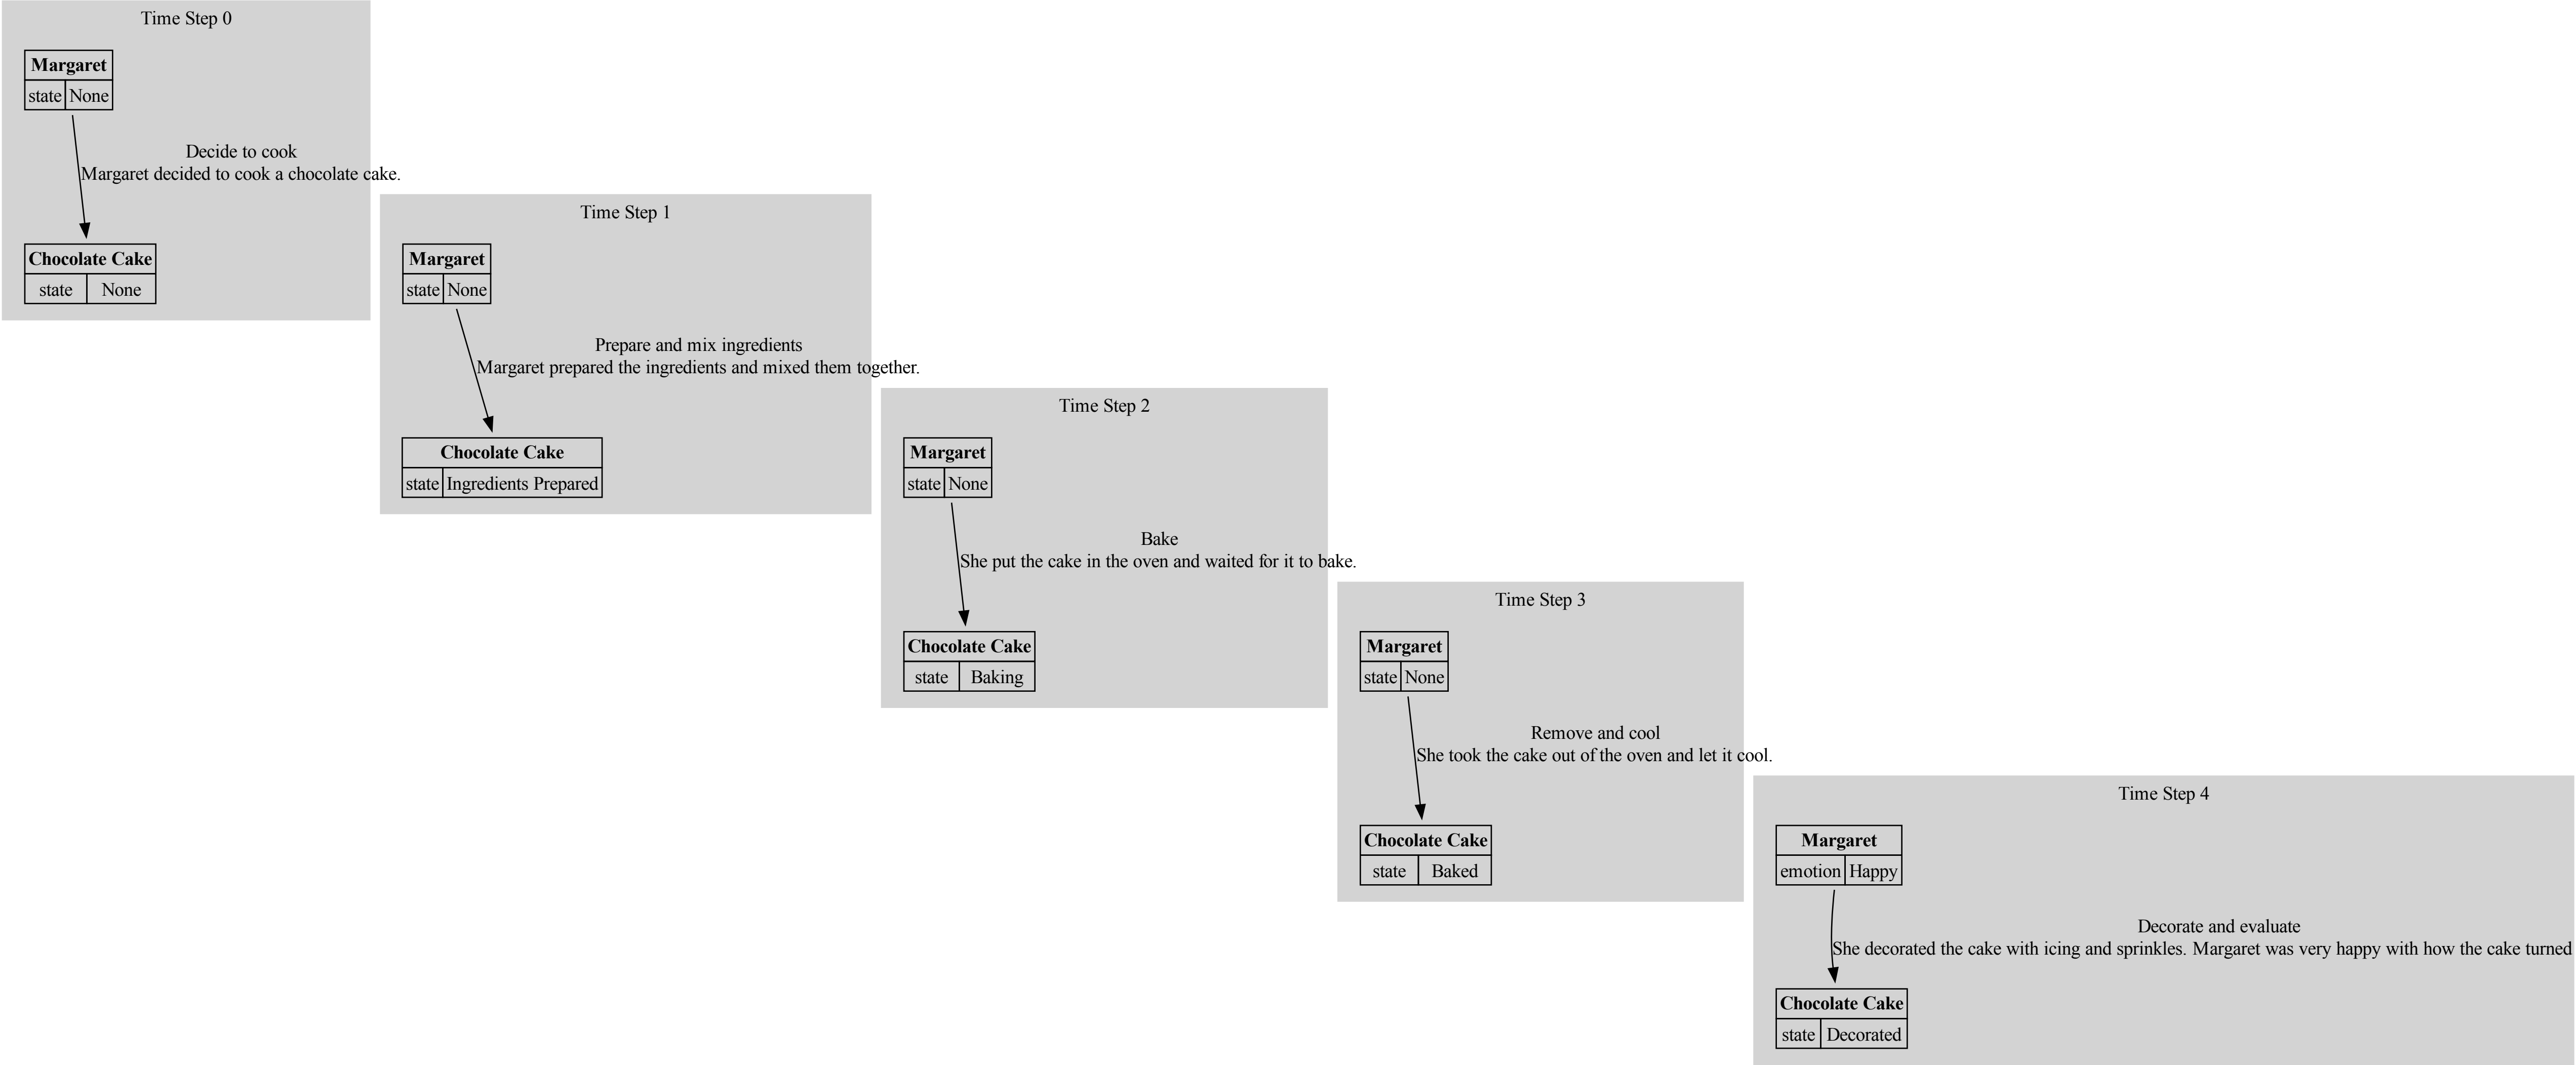 Time Step 0
Margaret
state None
Decide to cook
Margaret decided to cook a chocolate cake.
Chocolate Cake
state None
Time Step 1
Margaret
state None
Prepare and mix ingredients
Margaret prepared the ingredients and mixed them together.
Chocolate Cake
state Ingredients Prepared
Time Step 2
Margaret
state None
Bake
She put the cake in the oven and waited for it to bake.
Chocolate Cake
state Baking
Time Step 3
Margaret
state None
Remove and cool
She took the cake out of the oven and let it cool.
Chocolate Cake
state Baked
Time Step 4
Margaret
emotion Happy
Decorate and evaluate
She decorated the cake with icing and sprinkles. Margaret was very happy with how the cake turned
Chocolate Cake
state Decorated